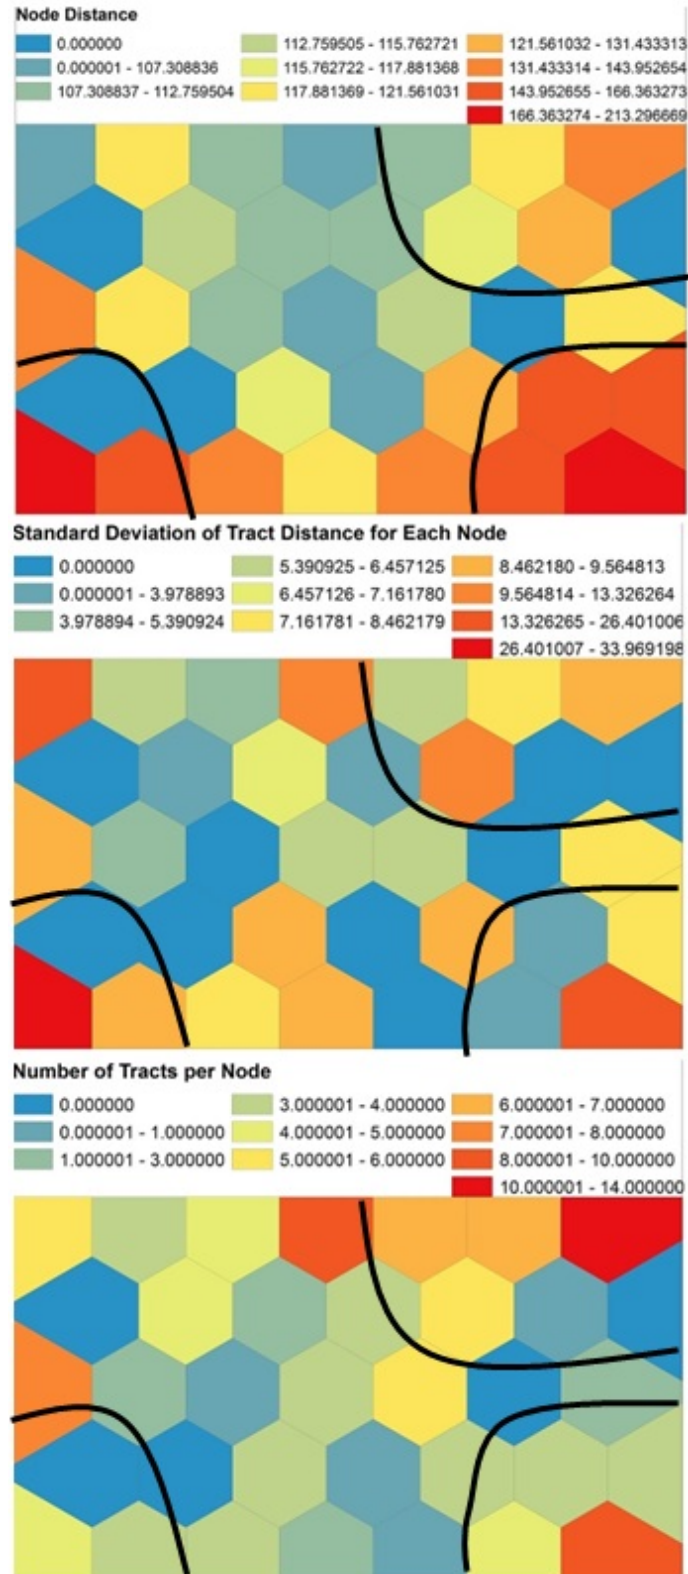 Node Distance
0.000000 112.759505 - 115.762721 121.561032 - 131.433313
0.000001 - 107.308836 115.762722 - 117.881368 131.433314 - 143.952654
107.308837 - 112.759504 117.881369 - 121.561031 143.952655 - 166.363273
166.363274 - 213.296669
Standard Deviation of Tract Distance for Each Node
0.000000 5.390925 - 6.457125 8.462180 - 9.564813
0.000001 - 3.978893 6.457126 - 7.161780 9.564814 - 13.326264
3.978894 - 5.390924 7.161781 - 8.462179 13.326265 - 26.401006
26.401007 - 33.969198
Number of Tracts per Node
0.000000 3.000001 - 4.000000 6.000001 - 7.000000
0.000001 - 1.000000 4.000001 - 5.000000 7.000001 - 8.000000
1.000001 - 3.000000 5.000001 - 6.000000 8.000001 - 10.000000
10.000001 - 14.000000